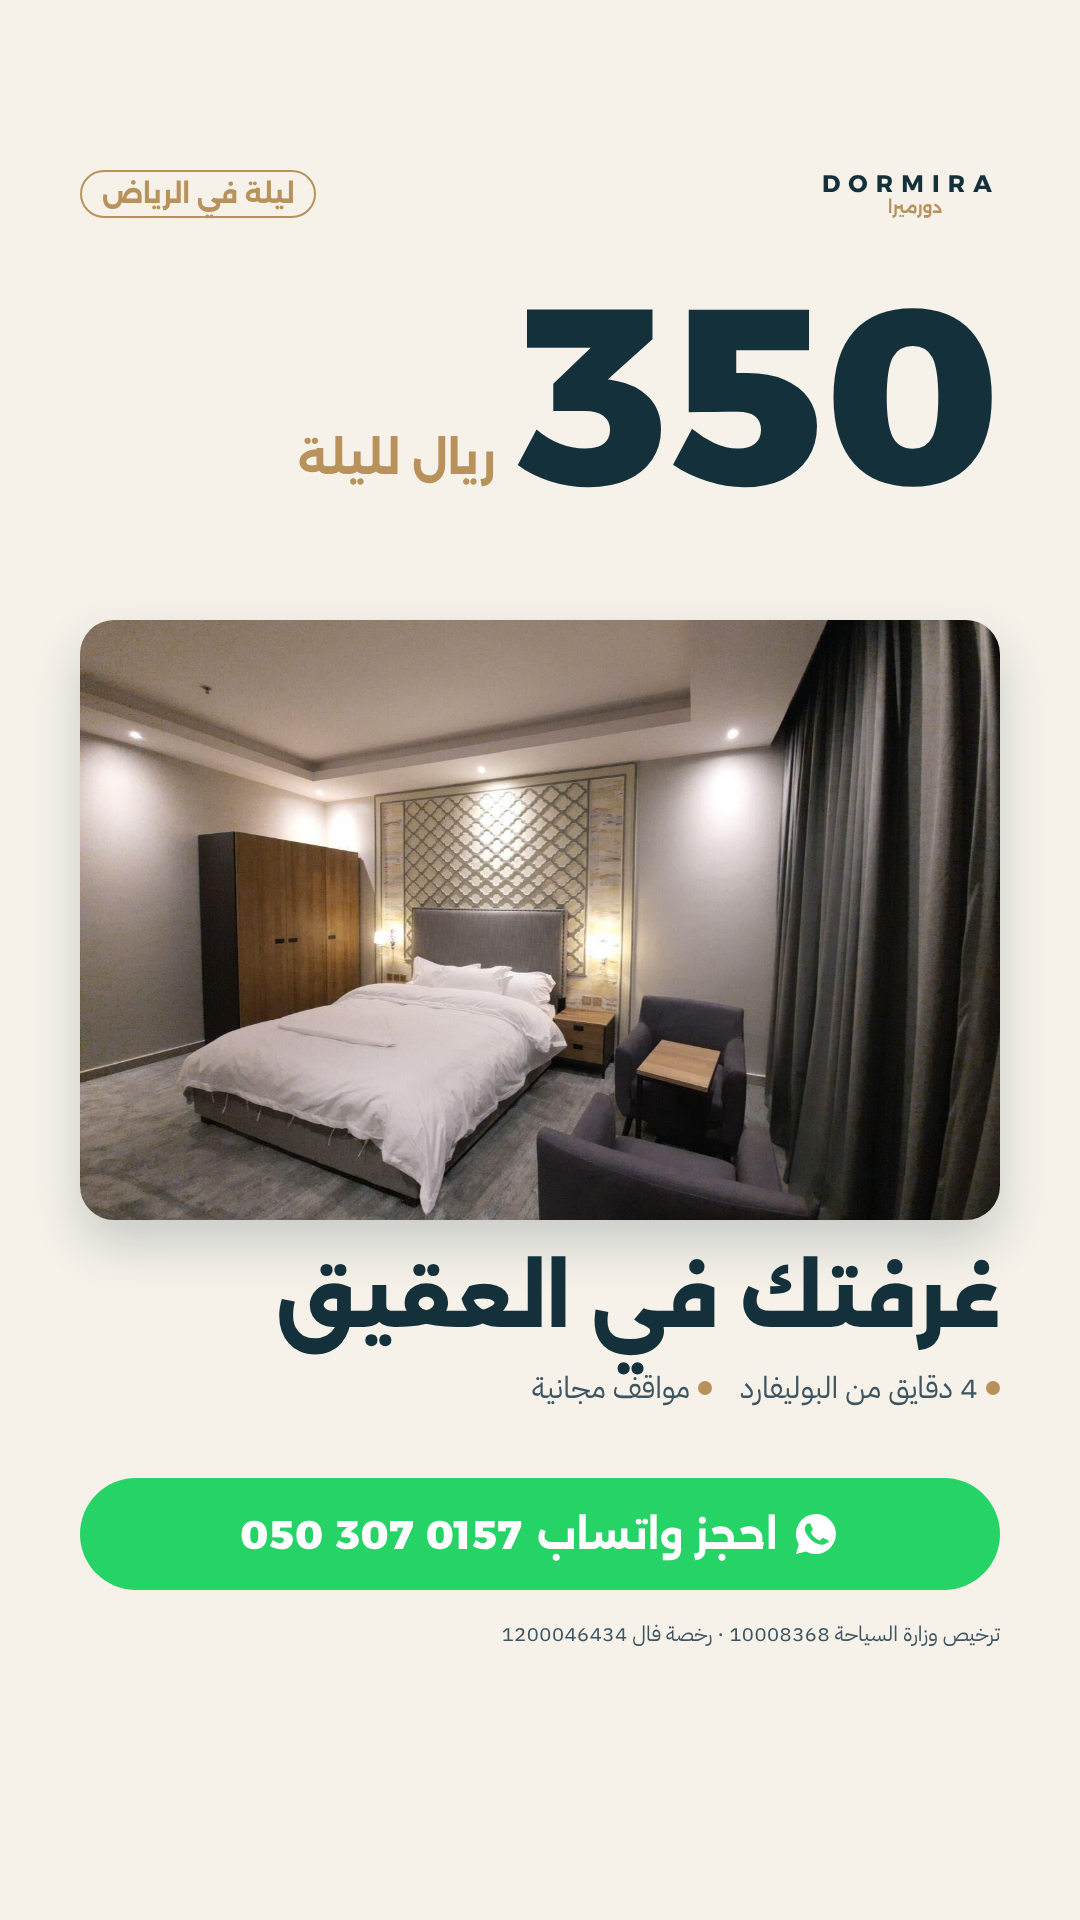 DORMIRA
دورميرا
ليلة في الرياض
350 ريال لليلة
غرفتك في العقيق
4 دقايق من البوليفارد
مواقف مجانية
احجز واتساب 050 307 0157
ترخيص وزارة السياحة 10008368 · رخصة فال 1200046434